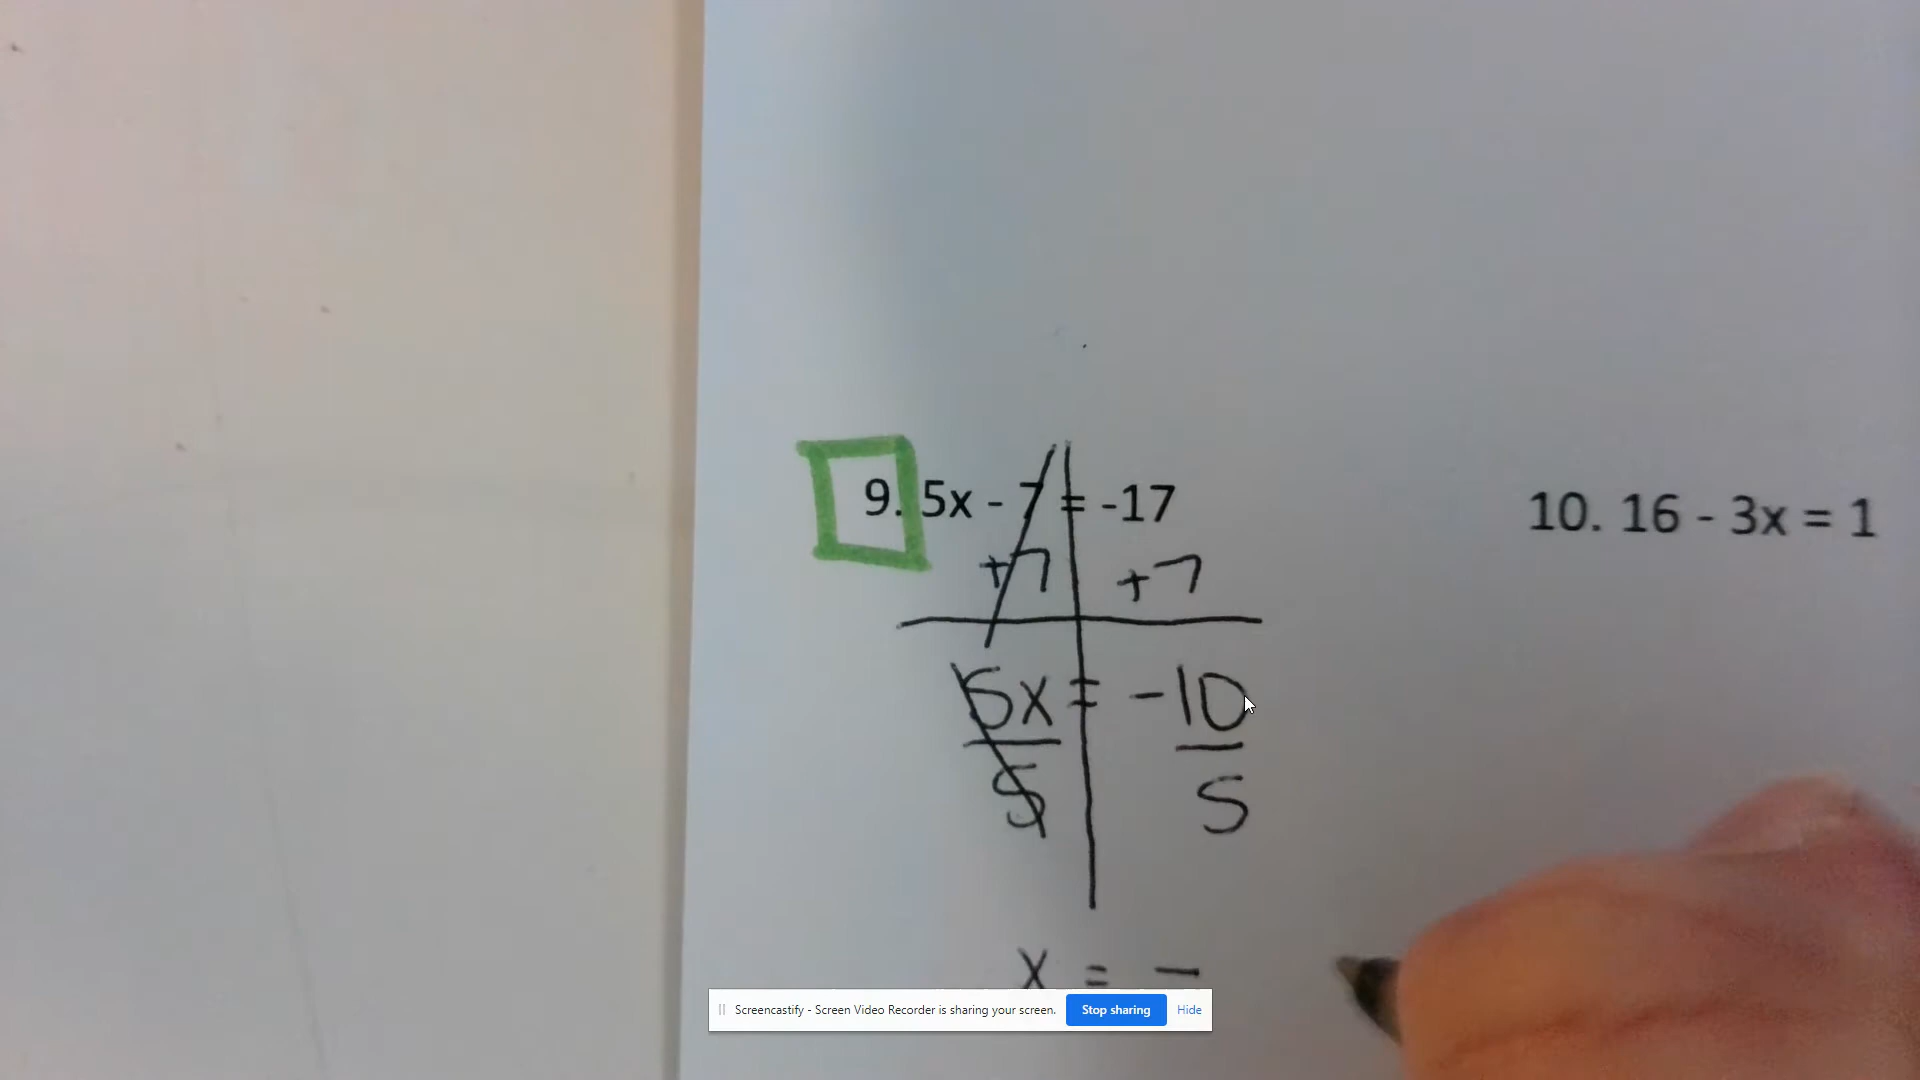 9. 5x - 7 = -17
+7 +7
5x = -10
5 5
x = -
10. 16 - 3x = 1
Screencastify - Screen Video Recorder is sharing your screen.
Stop sharing
Hide